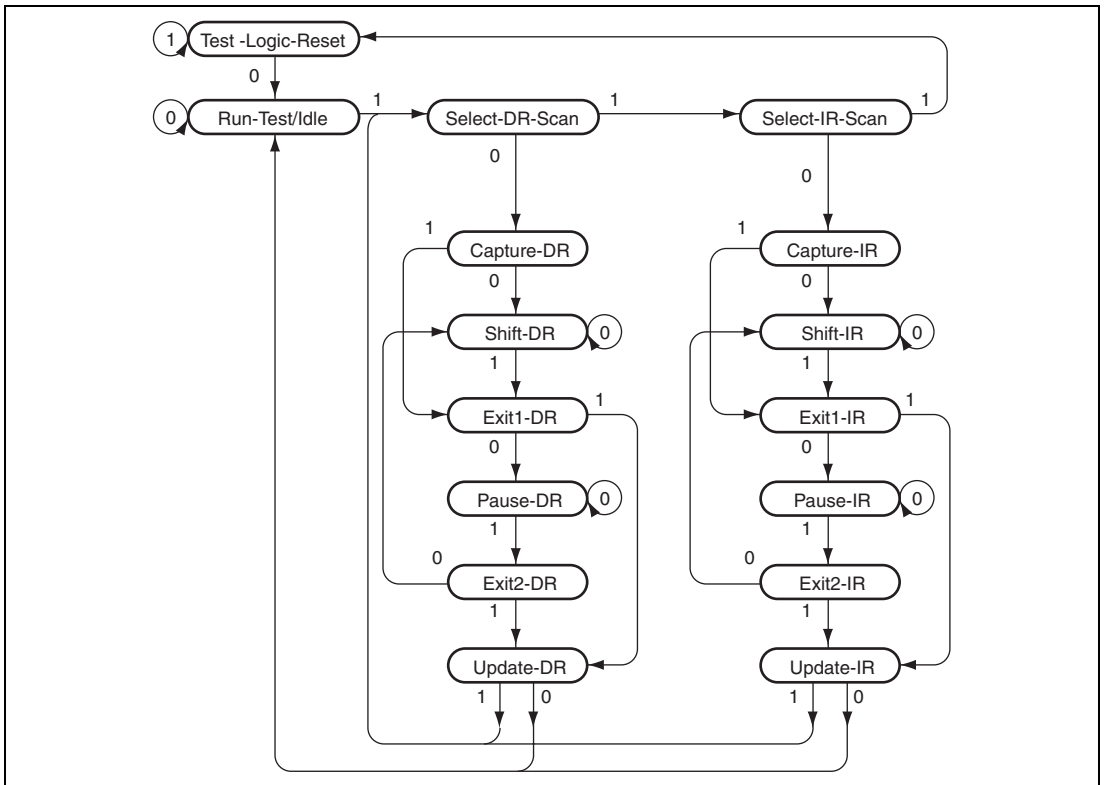 1 Test -Logic-Reset
0
0 Run-Test/Idle 1 Select-DR-Scan 1 Select-IR-Scan 1
0 0
1 Capture-DR 1 Capture-IR
0 0
Shift-DR 0 Shift-IR 0
1 1
Exit1-DR 1 Exit1-IR 1
0 0
Pause-DR 0 Pause-IR 0
1 1
0 Exit2-DR 0 Exit2-IR
1 1
Update-DR Update-IR
1 0 1 0